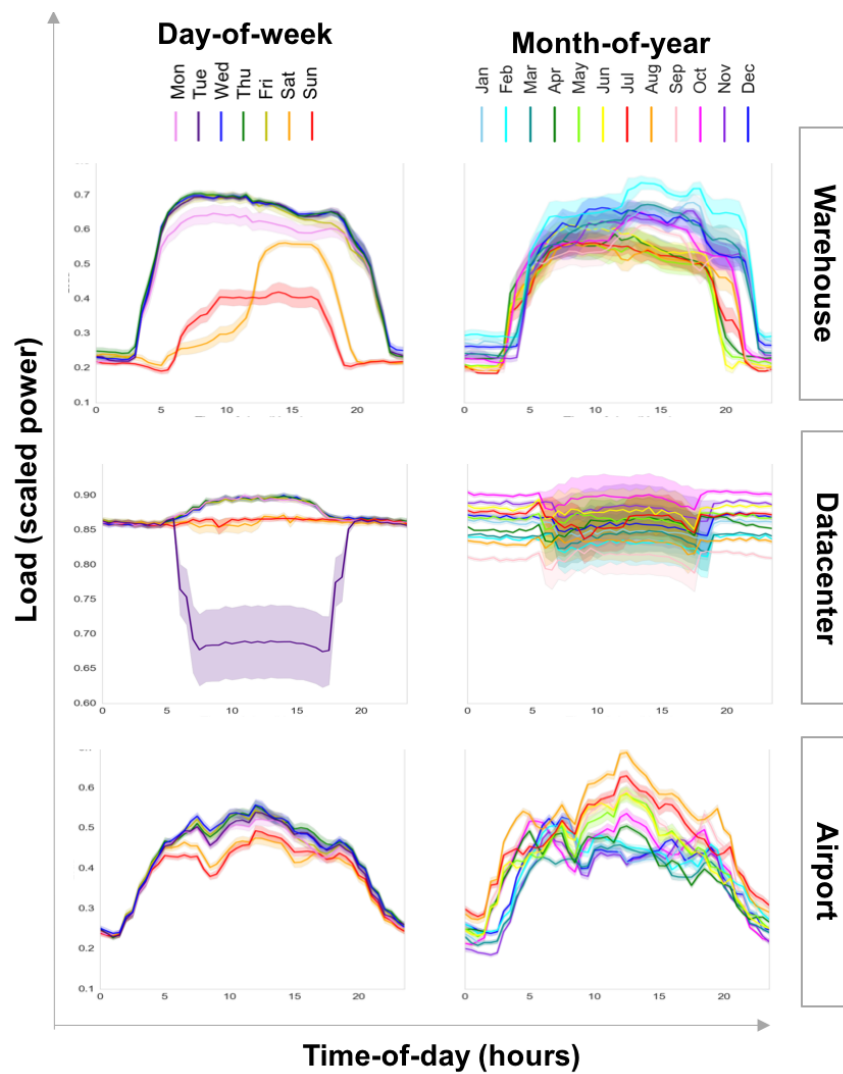 Day-of-week
Month-of-year
Mon
Tue
Wed
Thu
Fri
Sat
Sun
Jan
Feb
Mar
Apr
May
Jun
Jul
Aug
Sep
Oct
Nov
Dec
Load (scaled power)
0.7
0.6
0.5
0.4
0.3
0.2
0.1
0 5 10 15 20
0 5 10 15 20
Warehouse
0.90
0.85
0.80
0.75
0.70
0.65
0.60
0 5 10 15 20
0 5 10 15 20
Datacenter
0.6
0.5
0.4
0.3
0.2
0.1
0 5 10 15 20
0 5 10 15 20
Airport
Time-of-day (hours)